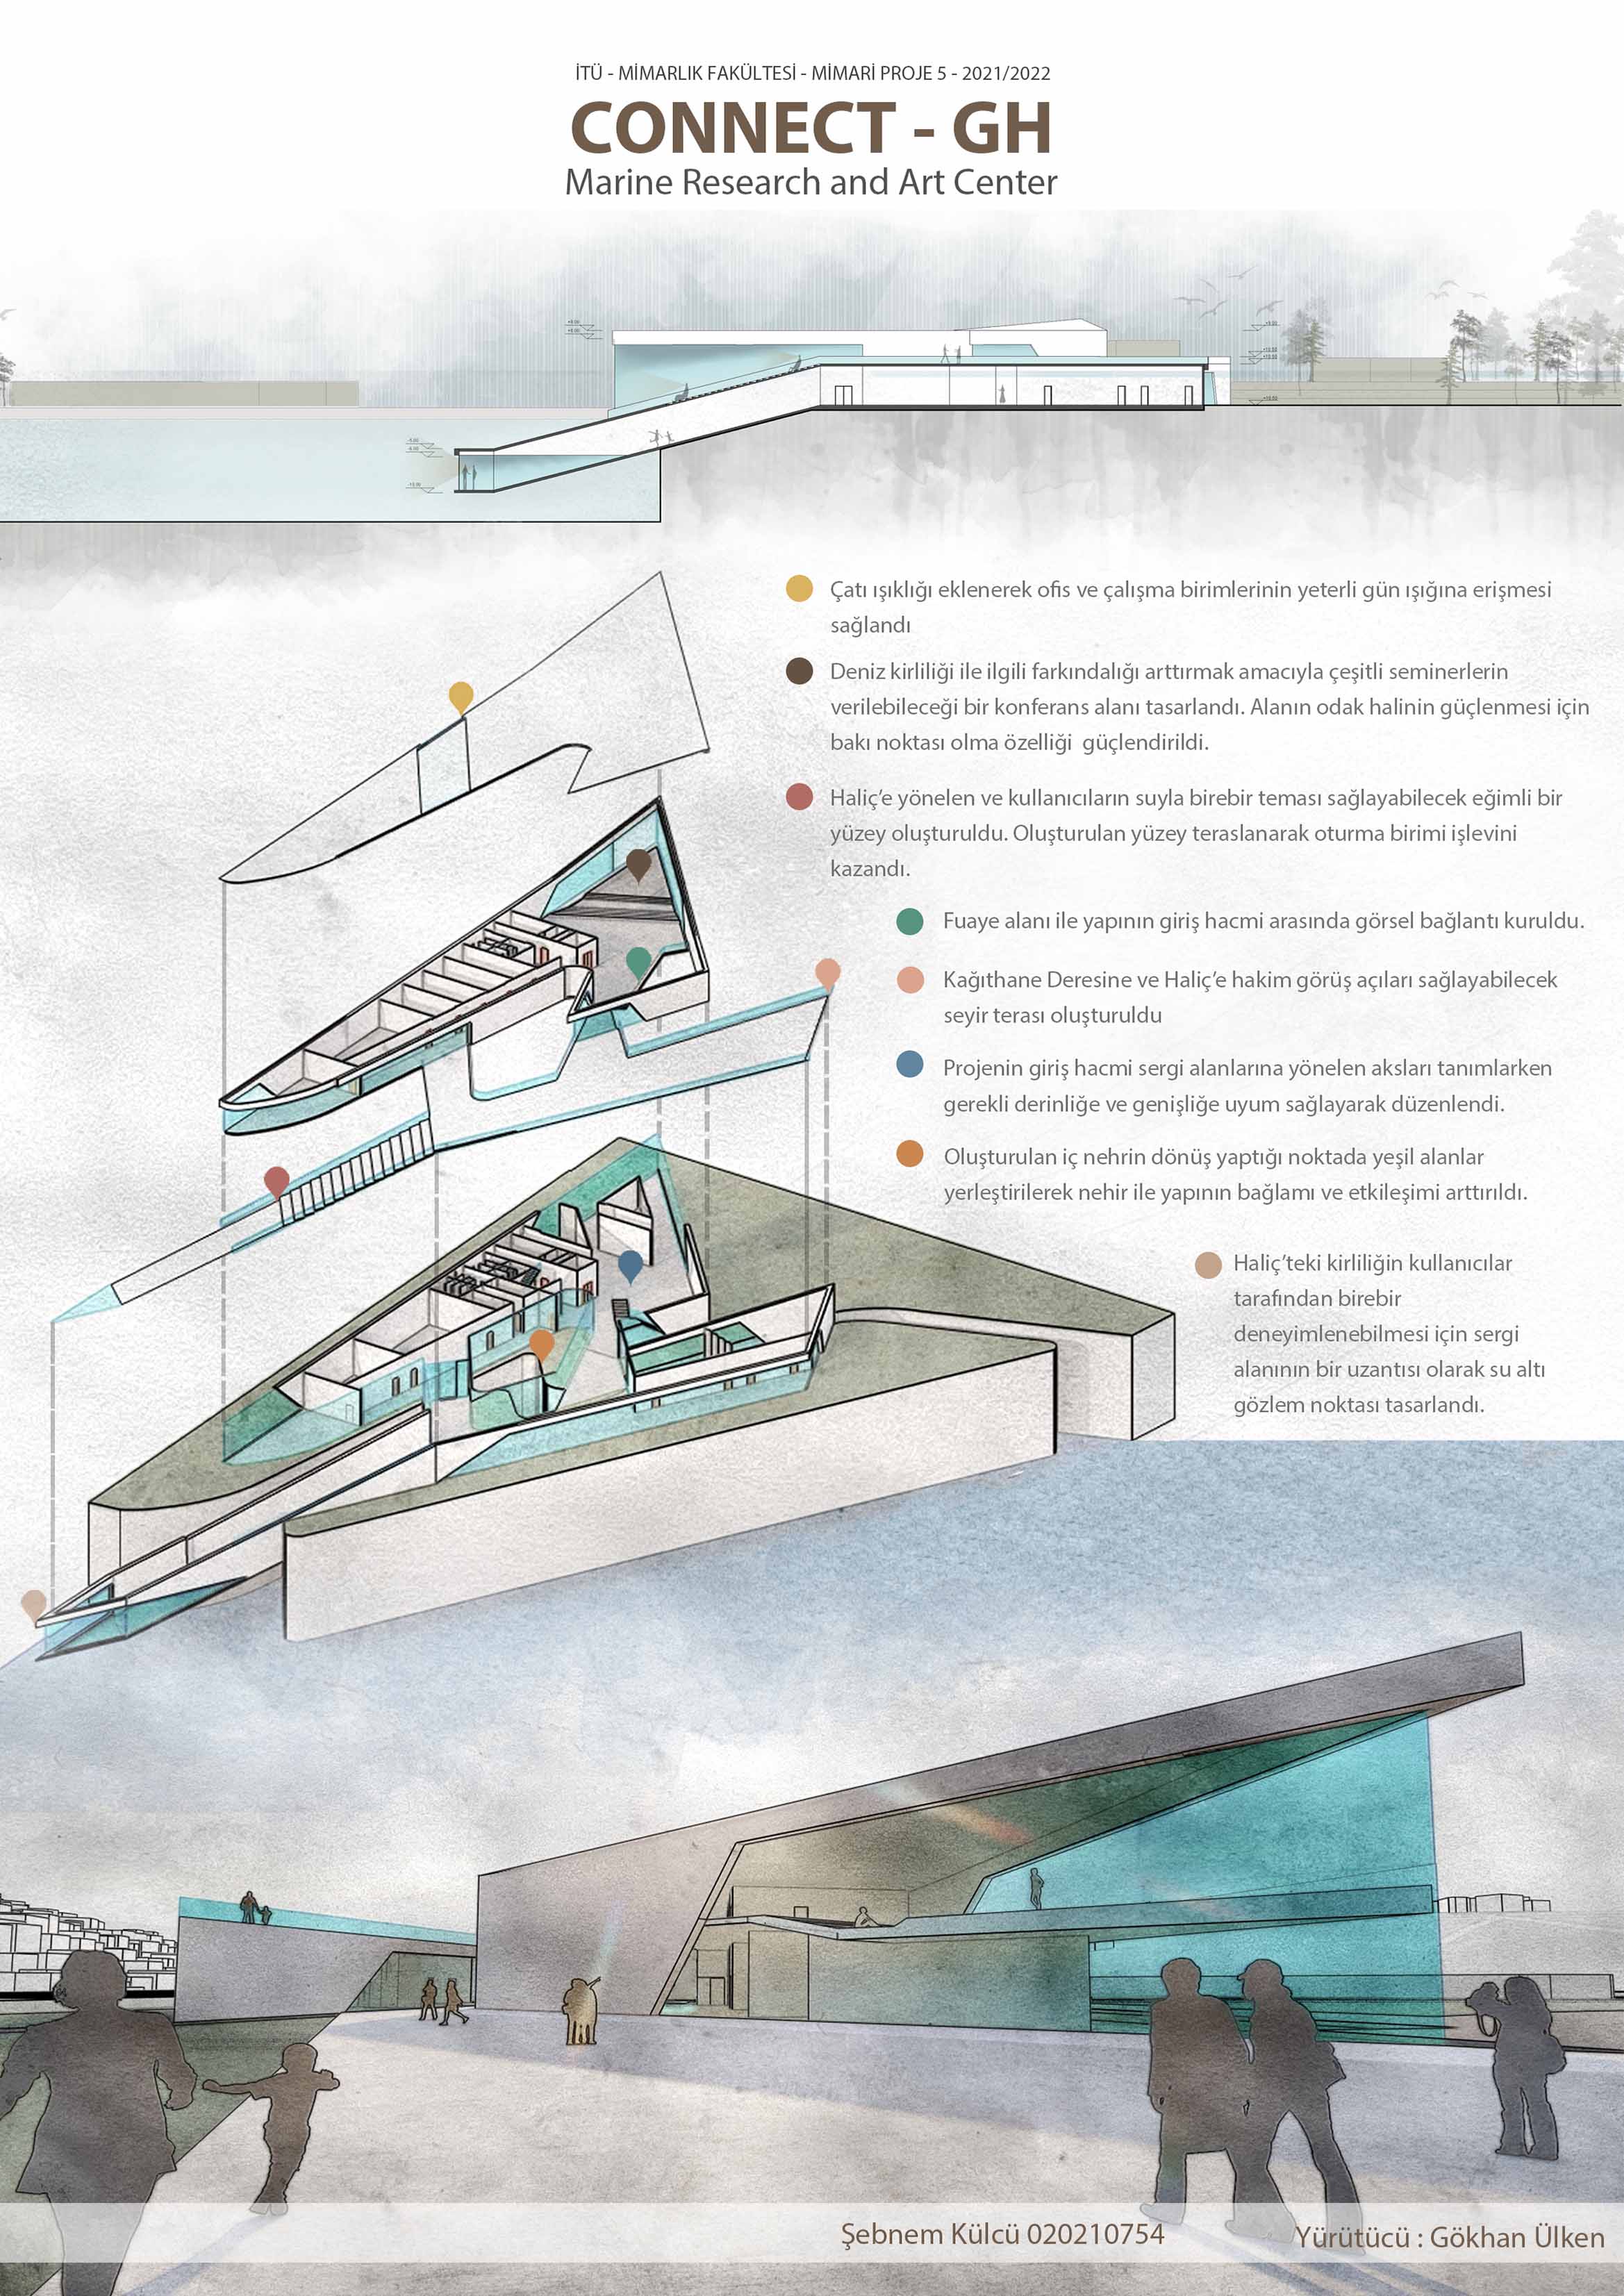 İTÜ - MİMARLIK FAKÜLTESİ - MİMARİ PROJE 5 - 2021/2022
CONNECT - GH
Marine Research and Art Center
Çatı ışıklığı eklenerek ofis ve çalışma birimlerinin yeterli gün ışığına erişmesi
sağlandı
Deniz kirliliği ile ilgili farkındalığı arttırmak amacıyla çeşitli seminerlerin
verilebileceği bir konferans alanı tasarlandı. Alanın odak halinin güçlenmesi için
bakı noktası olma özelliği  güçlendirildi.
Haliç’e yönelen ve kullanıcıların suyla birebir teması sağlayabilecek eğimli bir
yüzey oluşturuldu. Oluşturulan yüzey teraslanarak oturma birimi işlevini
kazandı.
Fuaye alanı ile yapının giriş hacmi arasında görsel bağlantı kuruldu.
Kağıthane Deresine ve Haliç’e hakim görüş açıları sağlayabilecek
seyir terası oluşturuldu
Projenin giriş hacmi sergi alanlarına yönelen aksları tanımlarken
gerekli derinliğe ve genişliğe uyum sağlayarak düzenlendi.
Oluşturulan iç nehrin dönüş yaptığı noktada yeşil alanlar
yerleştirilerek nehir ile yapının bağlamı ve etkileşimi arttırıldı.
Haliç’teki kirliliğin kullanıcılar
tarafından birebir
deneyimlenebilmesi için sergi
alanının bir uzantısı olarak su altı
gözlem noktası tasarlandı.
Şebnem Külcü 020210754
Yürütücü : Gökhan Ülken